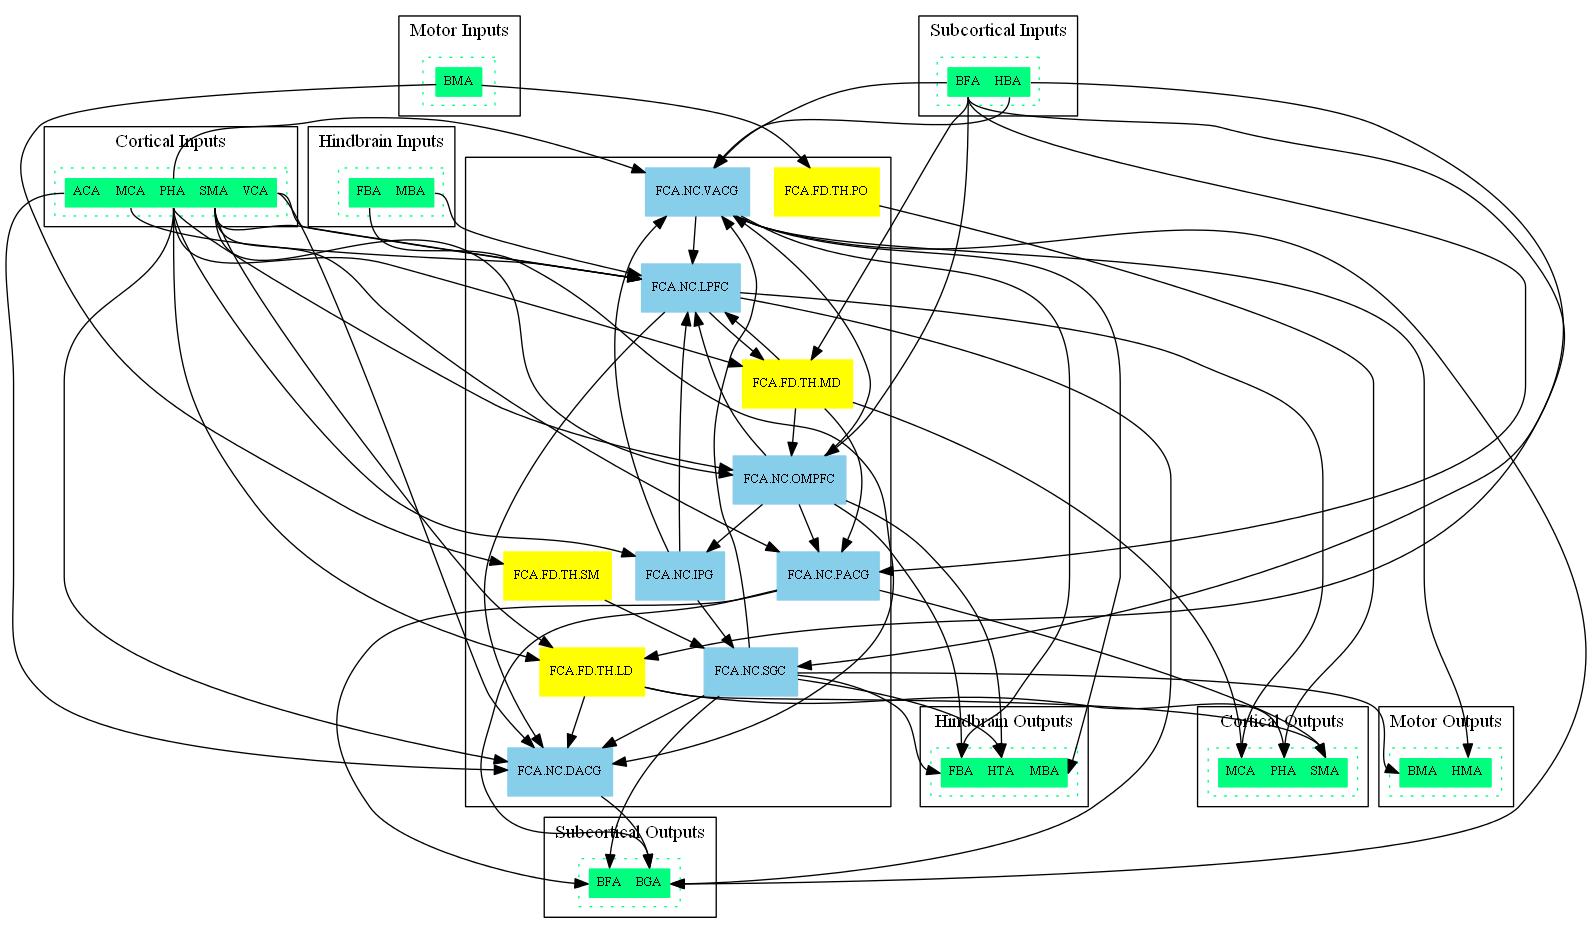 Motor Inputs
BMA
Subcortical Inputs
BFA HBA
Cortical Inputs
ACA MCA PHA SMA VCA
Hindbrain Inputs
FBA MBA
FCA.NC.VACG
FCA.FD.TH.PO
FCA.NC.LPFC
FCA.FD.TH.MD
FCA.NC.OMPFC
FCA.FD.TH.SM
FCA.NC.IPG
FCA.NC.PACG
FCA.FD.TH.LD
FCA.NC.SGC
FCA.NC.DACG
Hindbrain Outputs
FBA HTA MBA
Cortical Outputs
MCA PHA SMA
Motor Outputs
BMA HMA
Subcortical Outputs
BFA BGA